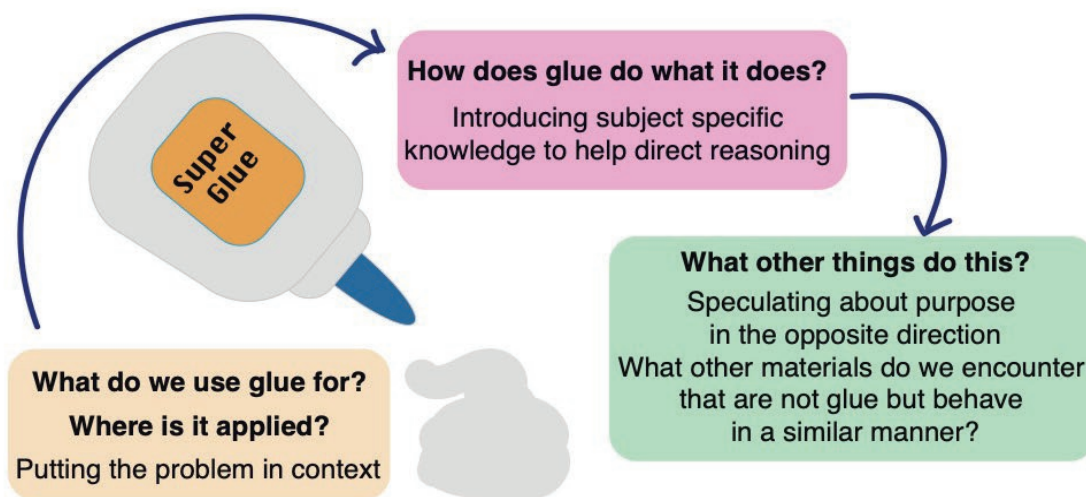 Super
Glue
What do we use glue for?
Where is it applied?
Putting the problem in context
How does glue do what it does?
Introducing subject specific
knowledge to help direct reasoning
What other things do this?
Speculating about purpose
in the opposite direction
What other materials do we encounter
that are not glue but behave
in a similar manner?